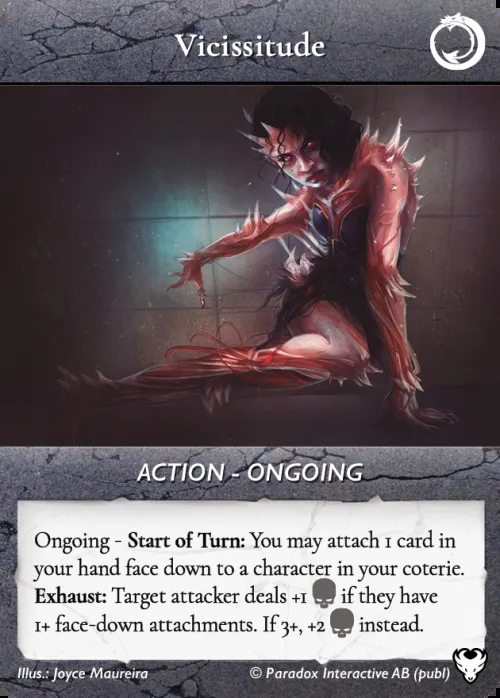 Vicissitude
ACTION - ONGOING
Ongoing - Start of Turn: You may attach 1 card in
your hand face down to a character in your coterie.
Exhaust: Target attacker deals +1 if they have
1+ face-down attachments. If 3+, +2 instead.
Illus.: Joyce Maureira © Paradox Interactive AB (publ)